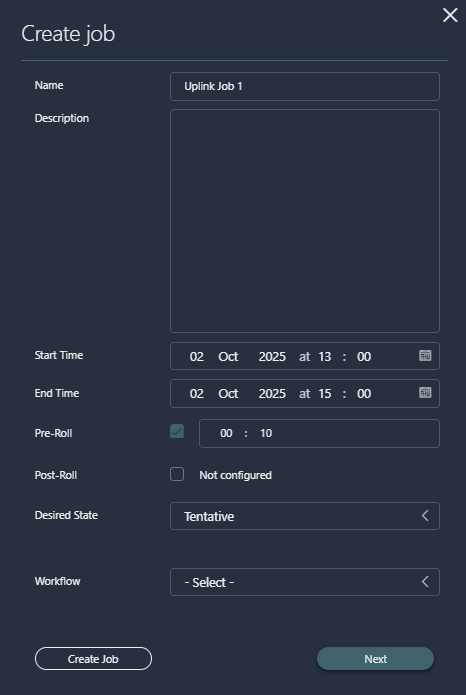 Create job
Name Uplink Job 1
Description
Start Time 02 Oct 2025 at 13 : 00
End Time 02 Oct 2025 at 15 : 00
Pre-Roll 00 : 10
Post-Roll Not configured
Desired State Tentative
Workflow - Select -
Create Job Next